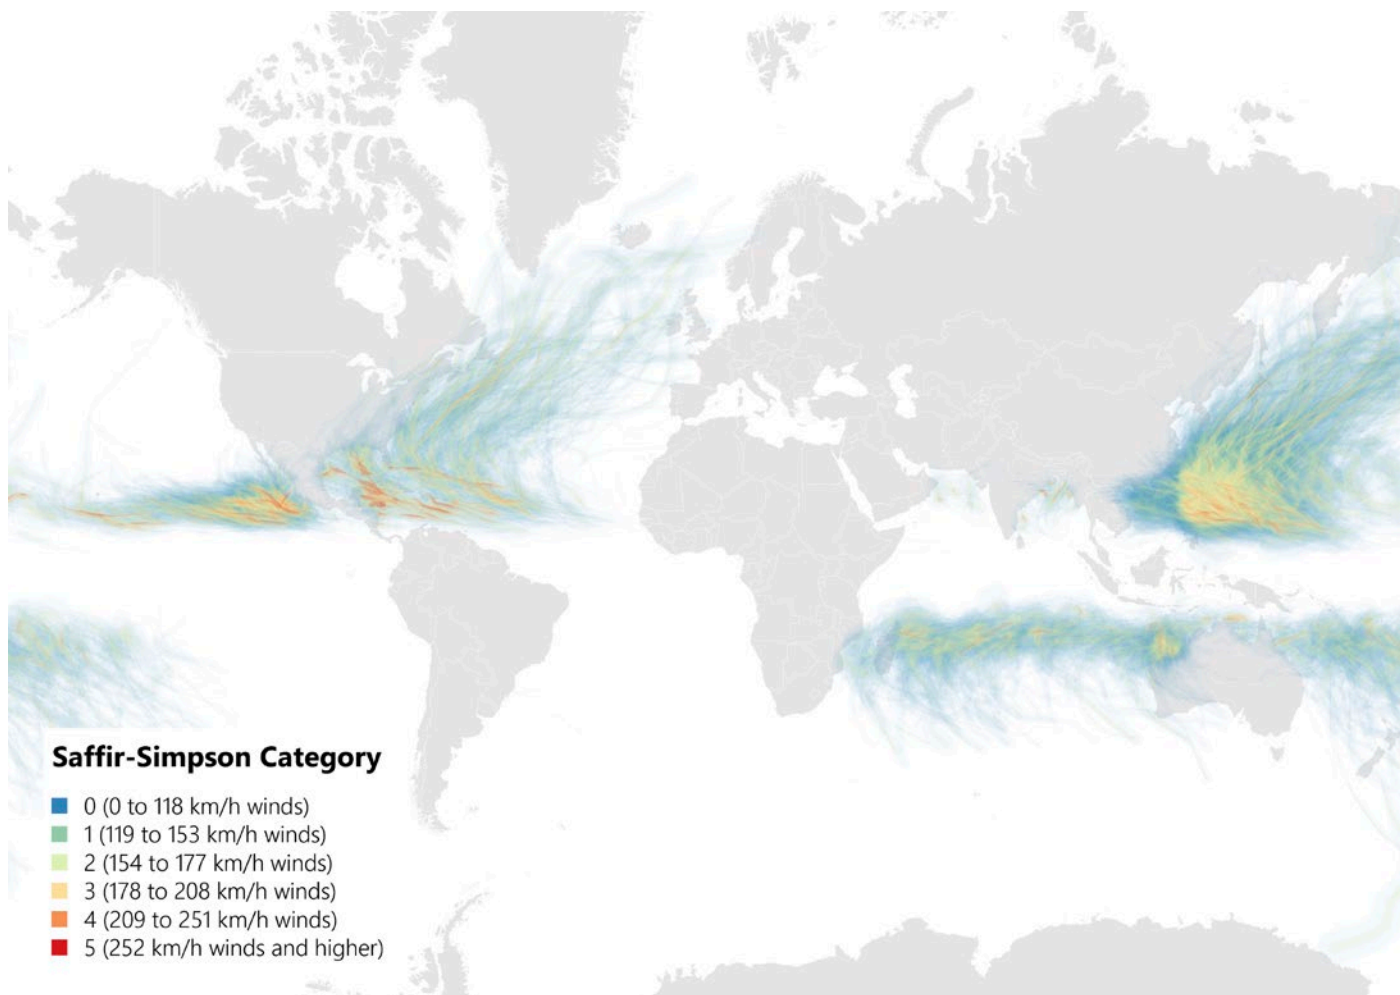 Saffir-Simpson Category
0 (0 to 118 km/h winds)
1 (119 to 153 km/h winds)
2 (154 to 177 km/h winds)
3 (178 to 208 km/h winds)
4 (209 to 251 km/h winds)
5 (252 km/h winds and higher)